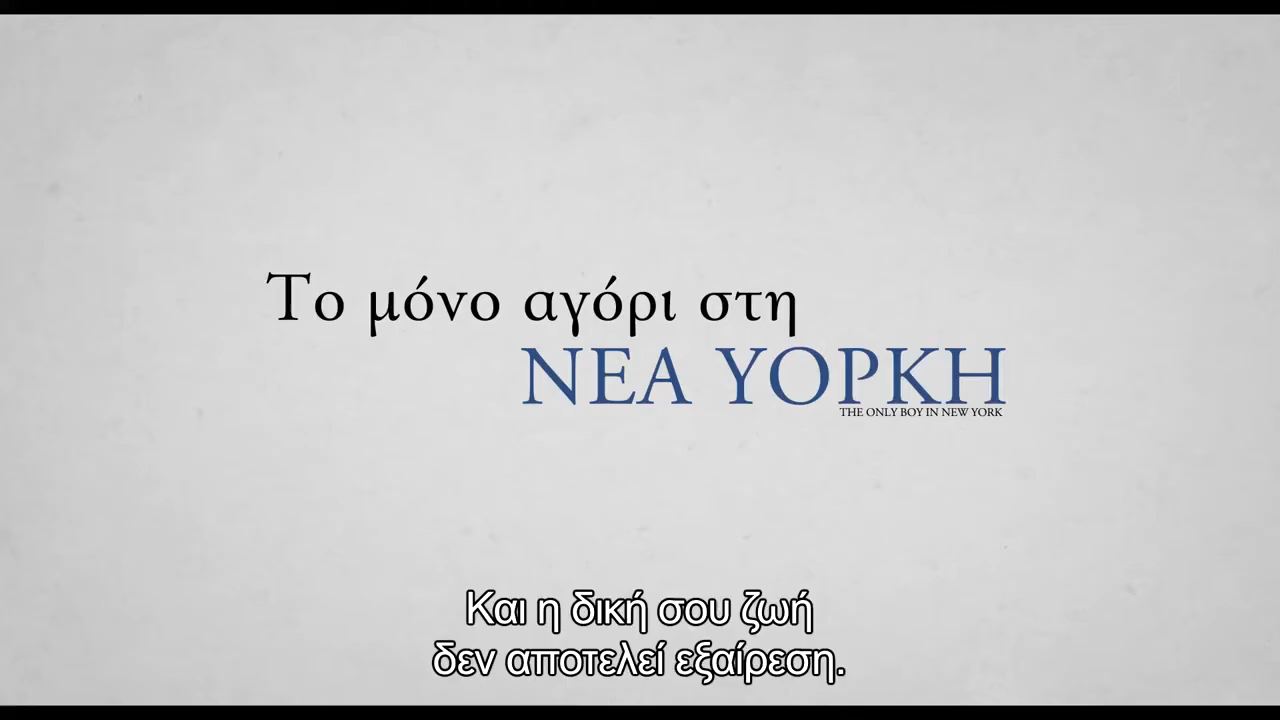 Το μόνο αγόρι στη
ΝΕΑ ΥΟΡΚΗ
THE ONLY BOY IN NEW YORK
Και η δική σου ζωή
δεν αποτελεί εξαίρεση.